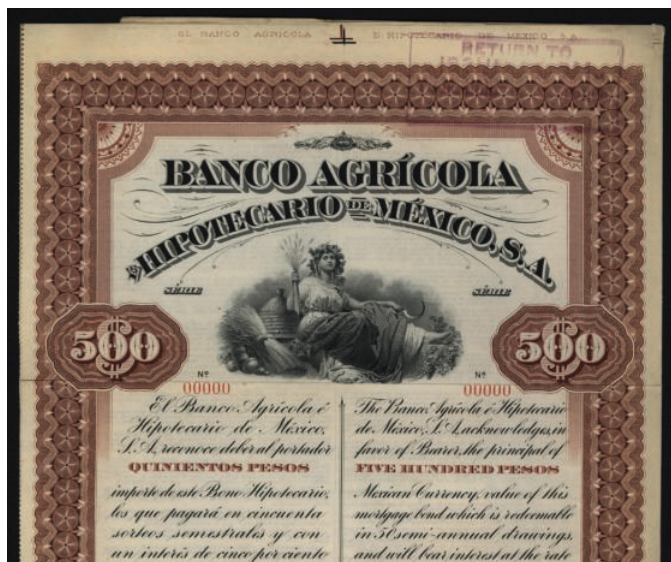 EL BANCO AGRICOLA E HIPOTECARIO DE MEXICO S.A.
RETURN TO
BANCO AGRÍCOLA
É HIPOTECARIO DE MÉXICO, S.A.
SÉRIE
SÉRIE
500
500
Nº
00000
Nº
00000
El Banco Agrícola é
Hipotecario de México,
S.A. reconoce deber al portador
QUINIENTOS PESOS
importe de este Bono Hipotecario,
los que pagará en cincuenta
sorteos semestrales y con
un interés de cinco por ciento
The Banco Agrícola é Hipotecario
de México, S.A. acknowledges, in
favor of Bearer, the principal of
FIVE HUNDRED PESOS
Mexican Currency, value of this
mortgage bond which is redeemable
in 50 semi-annual drawings,
and will bear interest at the rate